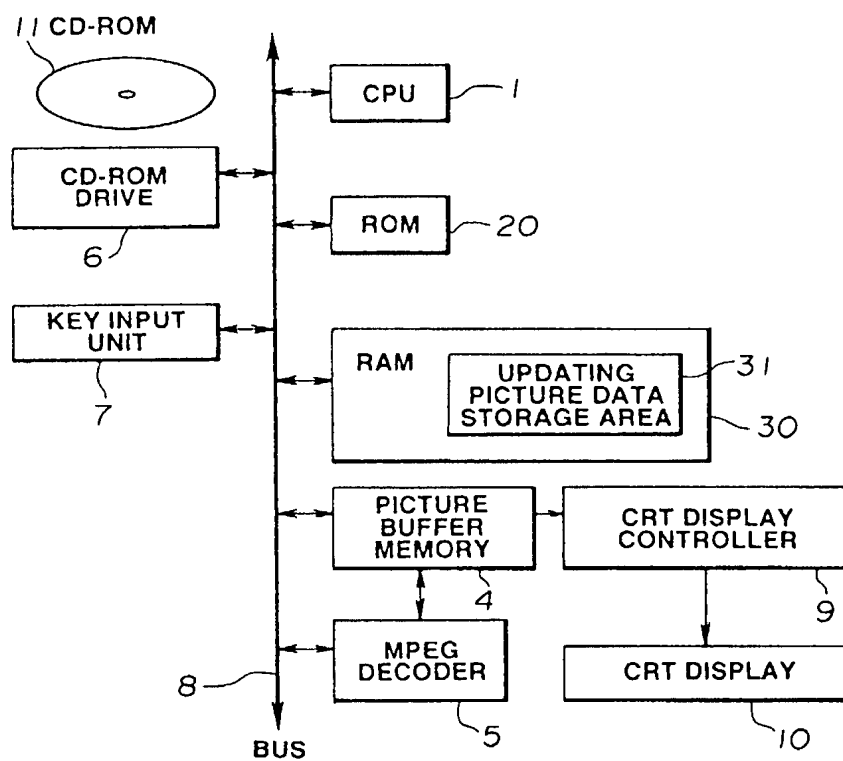 11 CD-ROM
CPU
1
CD-ROM
DRIVE
6
ROM
20
KEY INPUT
UNIT
7
RAM
UPDATING
PICTURE DATA
STORAGE AREA
31
30
PICTURE
BUFFER
MEMORY
4
CRT DISPLAY
CONTROLLER
9
MPEG
DECODER
5
CRT DISPLAY
10
8
BUS